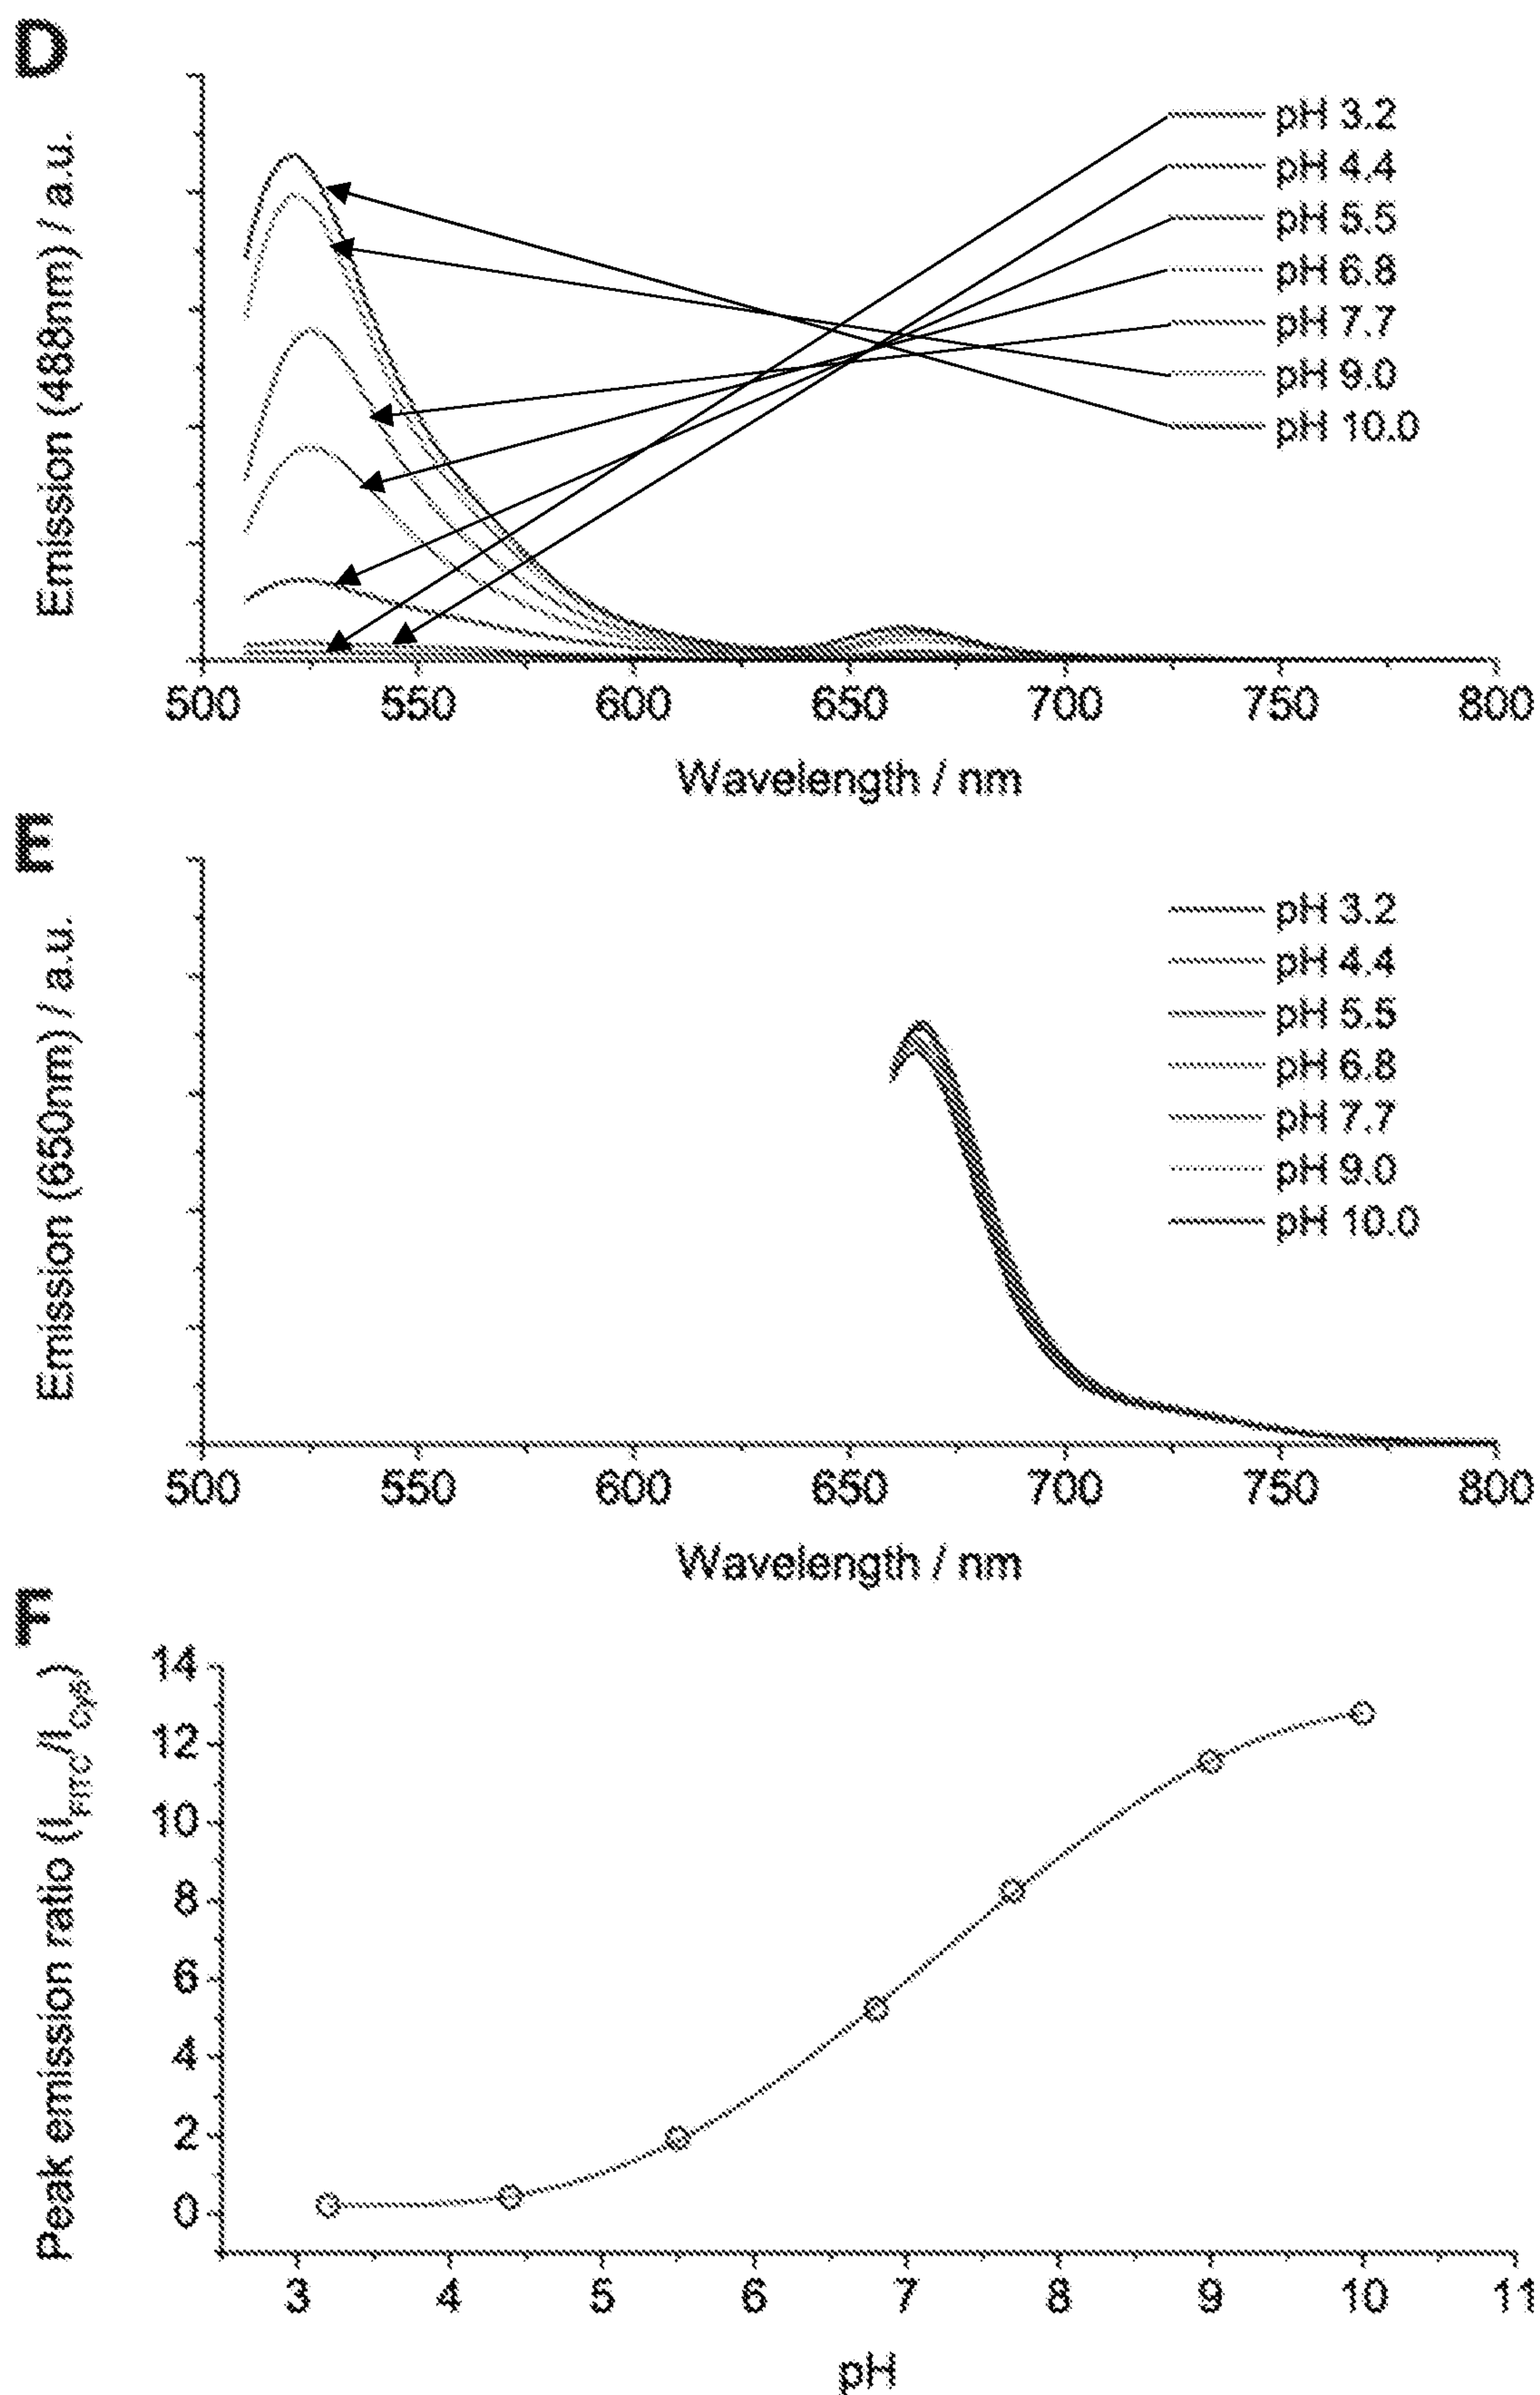 D
Emission (488nm) / a.u.
pH 3.2
pH 4.4
pH 5.5
pH 6.8
pH 7.7
pH 9.0
pH 10.0
500 550 600 650 700 750 800
Wavelength / nm
E
Emission (650nm) / a.u.
pH 3.2
pH 4.4
pH 5.5
pH 6.8
pH 7.7
pH 9.0
pH 10.0
500 550 600 650 700 750 800
Wavelength / nm
F
Peak emission ratio (I_FITC/I_Cy5)
14
12
10
8
6
4
2
0
3 4 5 6 7 8 9 10 11
pH